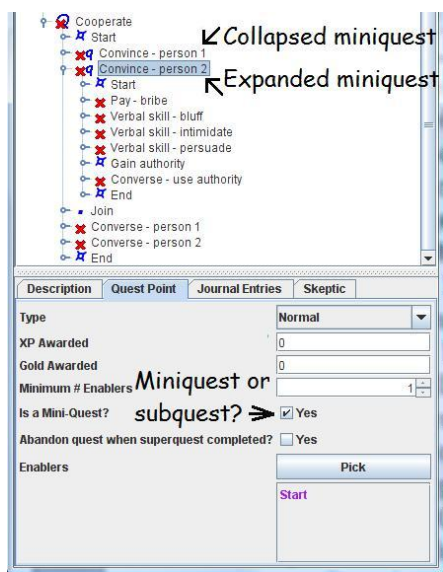 Cooperate
Start
Collapsed miniquest
q Convince - person 1
q Convince - person 2
Expanded miniquest
Start
Pay - bribe
Verbal skill - bluff
Verbal skill - intimidate
Verbal skill - persuade
Gain authority
Converse - use authority
End
Join
Converse - person 1
Converse - person 2
End
Description Quest Point Journal Entries Skeptic
Type Normal
XP Awarded 0
Gold Awarded 0
Minimum # Enablers 1
Miniquest or
subquest?
Is a Mini-Quest? Yes
Abandon quest when superquest completed? Yes
Enablers Pick
Start